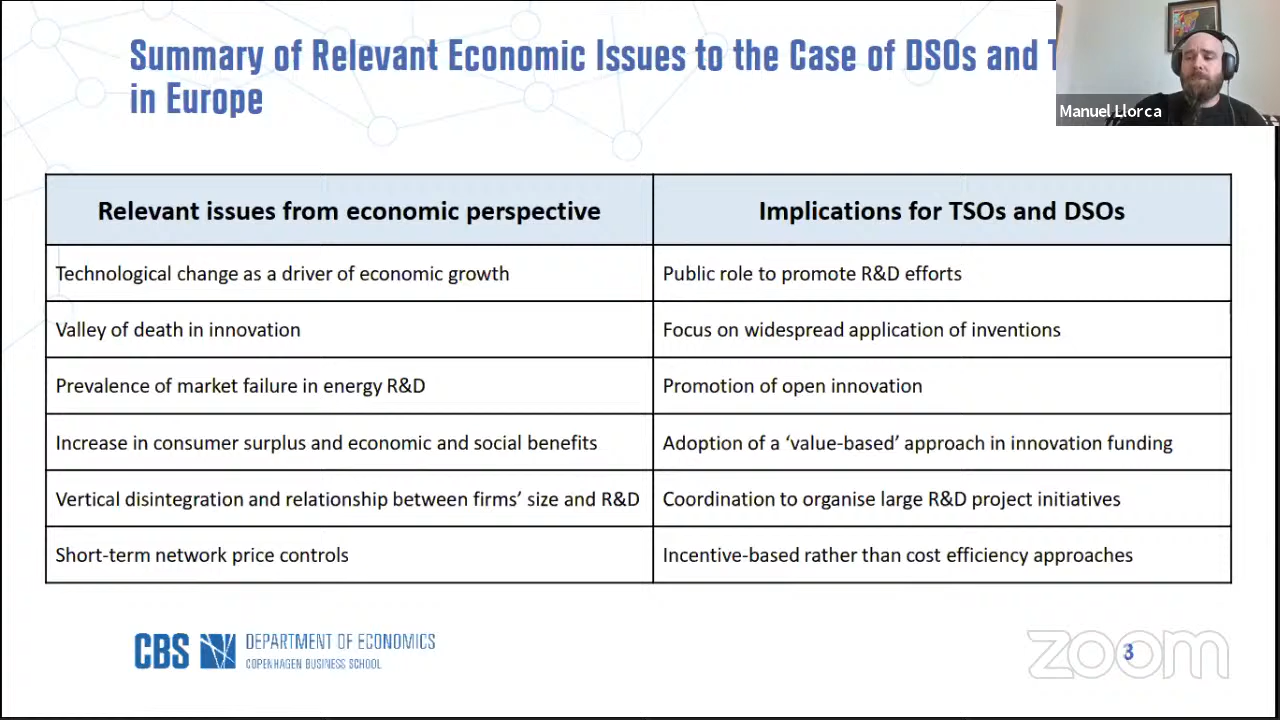 Summary of Relevant Economic Issues to the Case of DSOs and
in Europe
Manuel Llorca
Relevant issues from economic perspective
Implications for TSOs and DSOs
Technological change as a driver of economic growth
Public role to promote R&D efforts
Valley of death in innovation
Focus on widespread application of inventions
Prevalence of market failure in energy R&D
Promotion of open innovation
Increase in consumer surplus and economic and social benefits
Adoption of a ‘value-based’ approach in innovation funding
Vertical disintegration and relationship between firms’ size and R&D
Coordination to organise large R&D project initiatives
Short-term network price controls
Incentive-based rather than cost efficiency approaches
CBS
DEPARTMENT OF ECONOMICS
COPENHAGEN BUSINESS SCHOOL
3
zoom